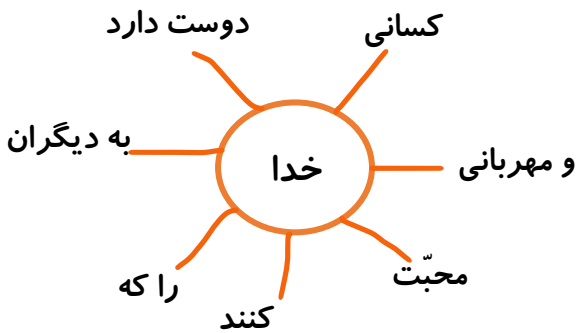 دوست دارد
کسانی
به دیگران
خدا
و مهربانی
را که
محبّت
کنند